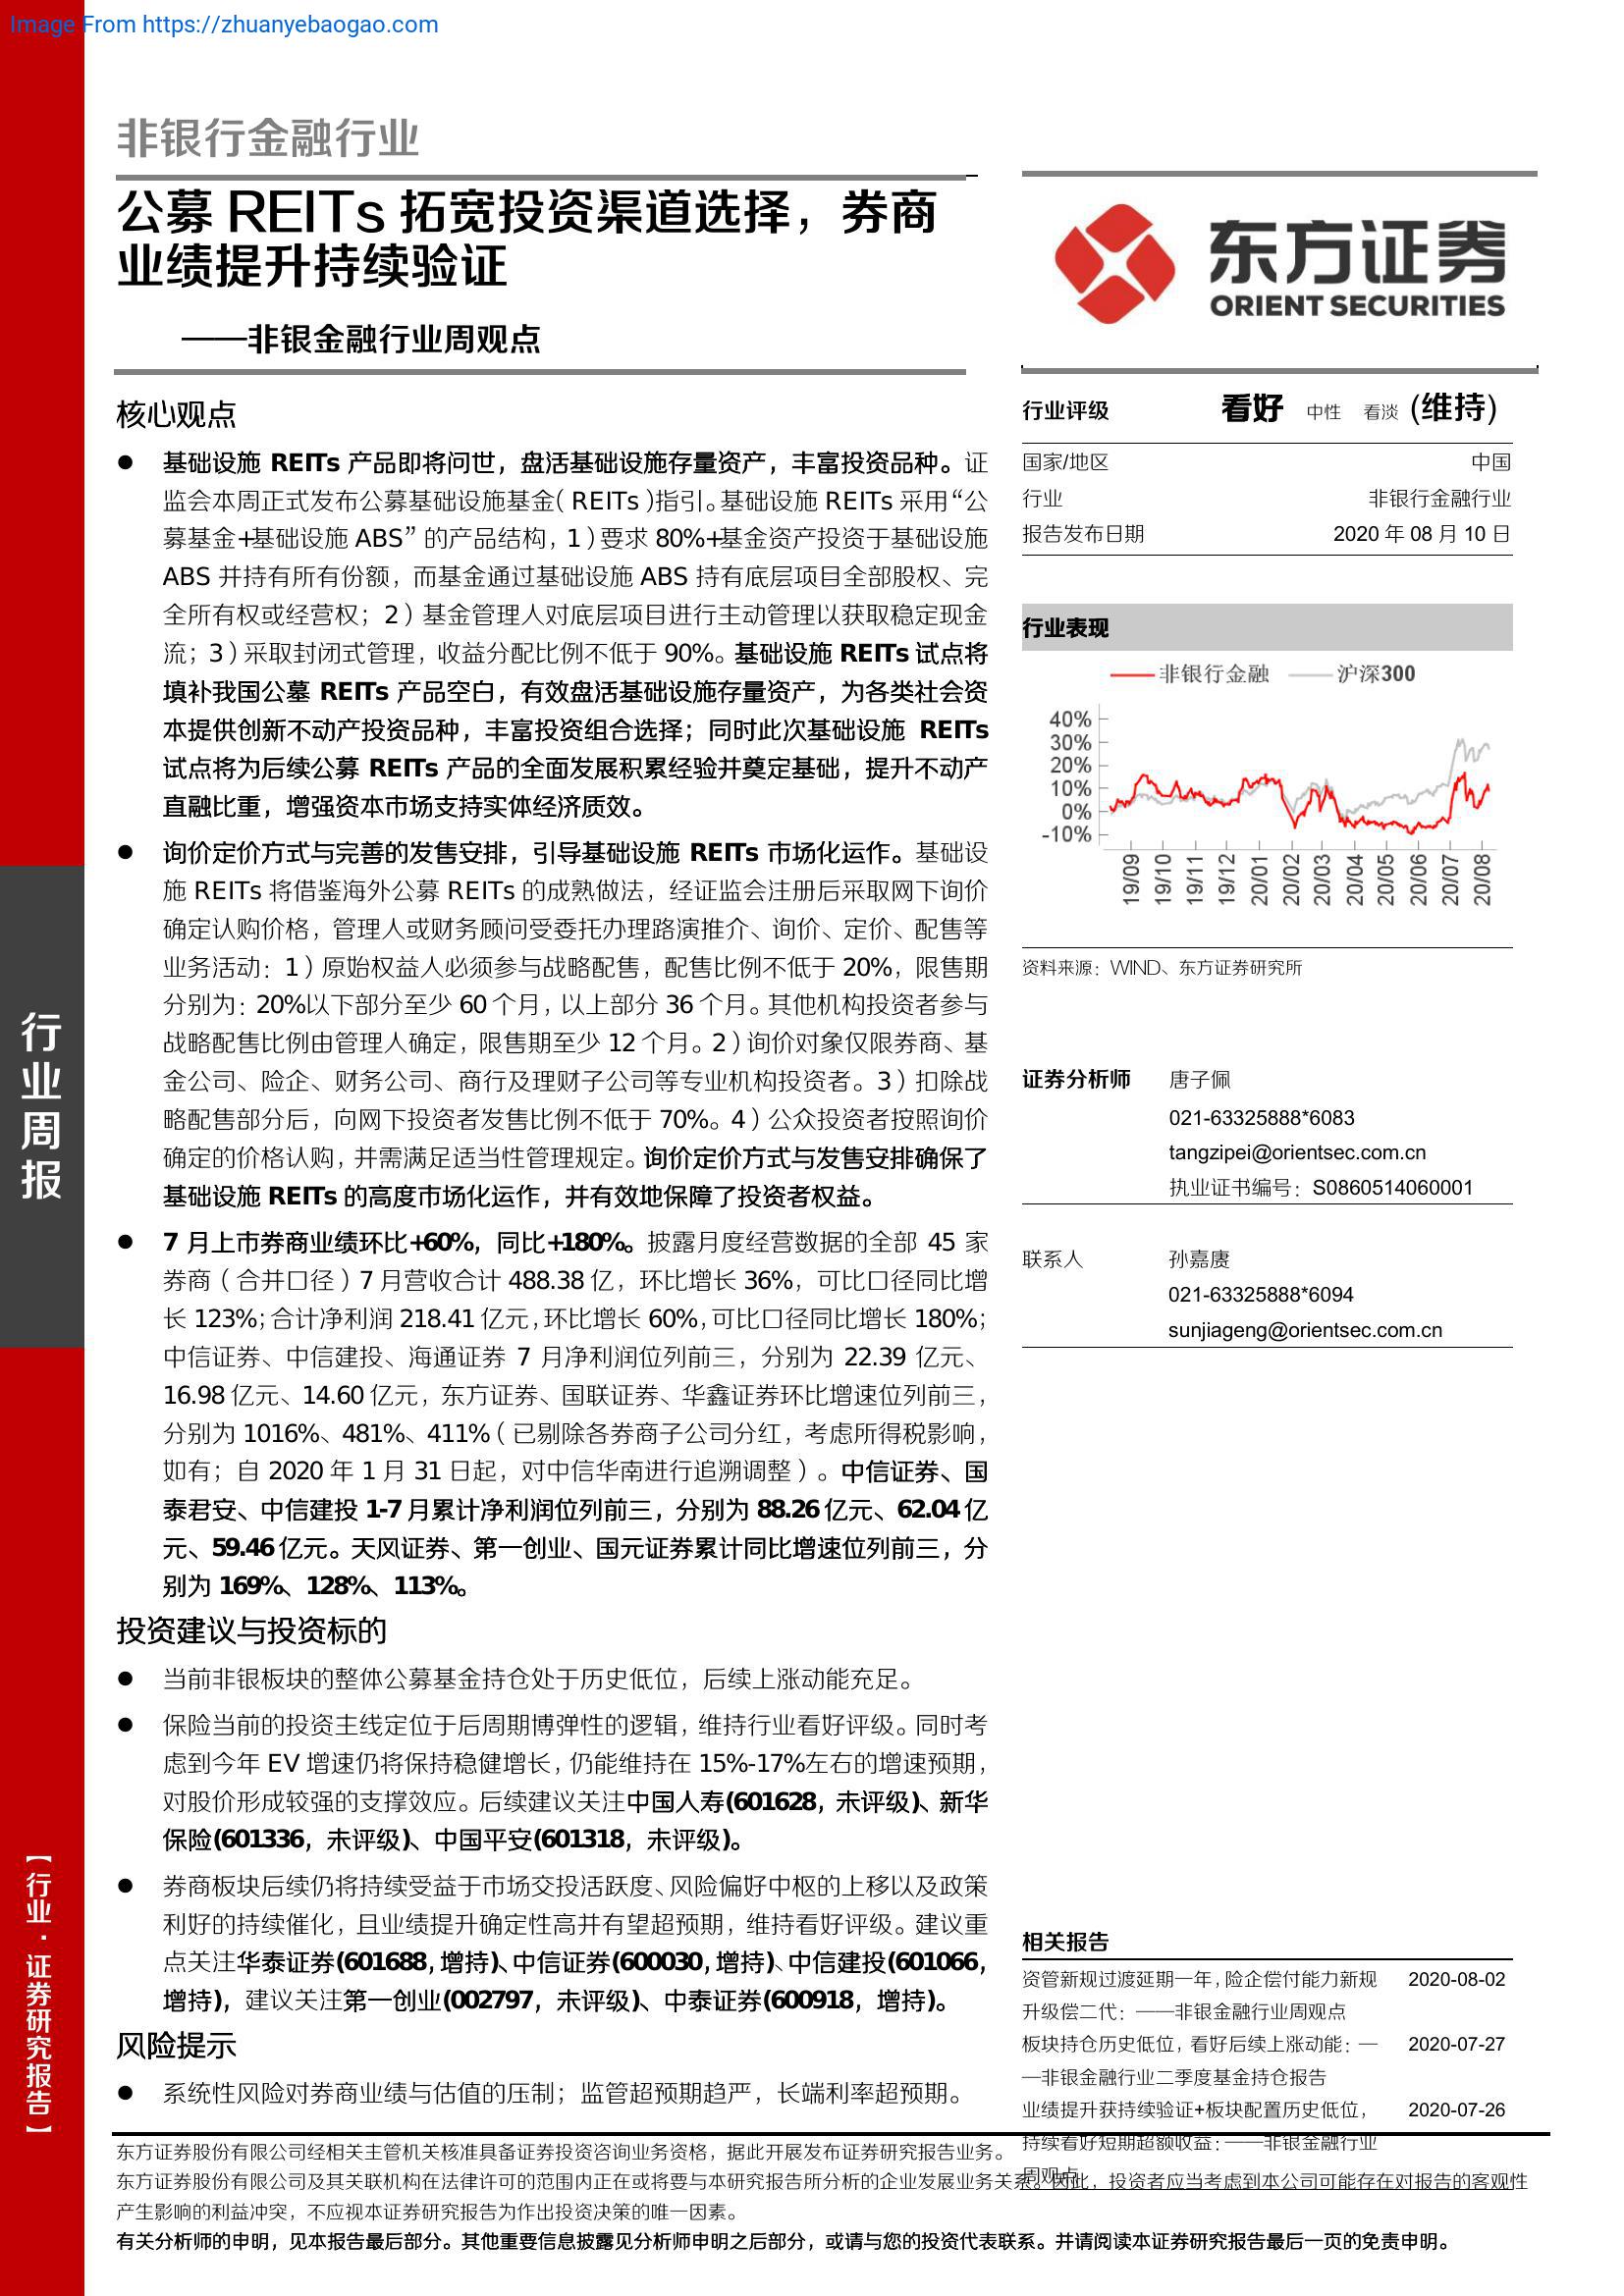 Image From https://zhuanyebaogao.com
非银行金融行业
公募 REITs 拓宽投资渠道选择，券商
业绩提升持续验证
——非银金融行业周观点
核心观点
● 基础设施 REITs 产品即将问世，盘活基础设施存量资产，丰富投资品种。证
监会本周正式发布公募基础设施基金（REITs）指引。基础设施 REITs 采用“公
募基金+基础设施 ABS”的产品结构，1）要求 80%+基金资产投资于基础设施
ABS 并持有所有份额，而基金通过基础设施 ABS 持有底层项目全部股权、完
全所有权或经营权；2）基金管理人对底层项目进行主动管理以获取稳定现金
流；3）采取封闭式管理，收益分配比例不低于 90%。基础设施 REITs 试点将
填补我国公墓 REITs 产品空白，有效盘活基础设施存量资产，为各类社会资
本提供创新不动产投资品种，丰富投资组合选择；同时此次基础设施 REITs
试点将为后续公募 REITs 产品的全面发展积累经验并奠定基础，提升不动产
直融比重，增强资本市场支持实体经济质效。
● 询价定价方式与完善的发售安排，引导基础设施 REITs 市场化运作。基础设
施 REITs 将借鉴海外公募 REITs 的成熟做法，经证监会注册后采取网下询价
确定认购价格，管理人或财务顾问受委托办理路演推介、询价、定价、配售等
业务活动：1）原始权益人必须参与战略配售，配售比例不低于 20%，限售期
分别为：20%以下部分至少 60 个月，以上部分 36 个月。其他机构投资者参与
战略配售比例由管理人确定，限售期至少 12 个月。2）询价对象仅限券商、基
金公司、险企、财务公司、商行及理财子公司等专业机构投资者。3）扣除战
略配售部分后，向网下投资者发售比例不低于 70%。4）公众投资者按照询价
确定的价格认购，并需满足适当性管理规定。询价定价方式与发售安排确保了
基础设施 REITs 的高度市场化运作，并有效地保障了投资者权益。
● 7 月上市券商业绩环比+60%，同比+180%。披露月度经营数据的全部 45 家
券商（合并口径）7 月营收合计 488.38 亿，环比增长 36%，可比口径同比增
长 123%；合计净利润 218.41 亿元，环比增长 60%，可比口径同比增长 180%；
中信证券、中信建投、海通证券 7 月净利润位列前三，分别为 22.39 亿元、
16.98 亿元、14.60 亿元，东方证券、国联证券、华鑫证券环比增速位列前三，
分别为 1016%、481%、411%（已剔除各券商子公司分红，考虑所得税影响，
如有；自 2020 年 1 月 31 日起，对中信华南进行追溯调整）。中信证券、国
泰君安、中信建投 1-7 月累计净利润位列前三，分别为 88.26 亿元、62.04 亿
元、59.46 亿元。天风证券、第一创业、国元证券累计同比增速位列前三，分
别为 169%、128%、113%。
投资建议与投资标的
● 当前非银板块的整体公募基金持仓处于历史低位，后续上涨动能充足。
● 保险当前的投资主线定位于后周期博弹性的逻辑，维持行业看好评级。同时考
虑到今年 EV 增速仍将保持稳健增长，仍能维持在 15%-17%左右的增速预期，
对股价形成较强的支撑效应。后续建议关注中国人寿(601628，未评级)、新华
保险(601336，未评级)、中国平安(601318，未评级)。
● 券商板块后续仍将持续受益于市场交投活跃度、风险偏好中枢的上移以及政策
利好的持续催化，且业绩提升确定性高并有望超预期，维持看好评级。建议重
点关注华泰证券(601688，增持)、中信证券(600030，增持)、中信建投(601066，
增持)，建议关注第一创业(002797，未评级)、中泰证券(600918，增持)。
风险提示
● 系统性风险对券商业绩与估值的压制；监管超预期趋严，长端利率超预期。
东方证券
ORIENT SECURITIES
行业评级 看好 中性 看淡 (维持)
国家/地区 中国
行业 非银行金融行业
报告发布日期 2020 年 08 月 10 日
行业表现
非银行金融 沪深300
40%
30%
20%
10%
0%
-10%
19/09 19/10 19/11 19/12 20/01 20/02 20/03 20/04 20/05 20/06 20/07 20/08
资料来源：WIND、东方证券研究所
证券分析师 唐子佩
021-63325888*6083
tangzipei@orientsec.com.cn
执业证书编号：S0860514060001
联系人 孙嘉赓
021-63325888*6094
sunjiageng@orientsec.com.cn
相关报告
资管新规过渡延期一年，险企偿付能力新规 2020-08-02
升级偿二代：——非银金融行业周观点
板块持仓历史低位，看好后续上涨动能：— 2020-07-27
—非银金融行业二季度基金持仓报告
业绩提升获持续验证+板块配置历史低位， 2020-07-26
持续看好短期超额收益：——非银金融行业
周观点
行业周报
【行业·证券研究报告】
东方证券股份有限公司经相关主管机关核准具备证券投资咨询业务资格，据此开展发布证券研究报告业务。
东方证券股份有限公司及其关联机构在法律许可的范围内正在或将要与本研究报告所分析的企业发展业务关系。因此，投资者应当考虑到本公司可能存在对报告的客观性
产生影响的利益冲突，不应视本证券研究报告为作出投资决策的唯一因素。
有关分析师的申明，见本报告最后部分。其他重要信息披露见分析师申明之后部分，或请与您的投资代表联系。并请阅读本证券研究报告最后一页的免责申明。